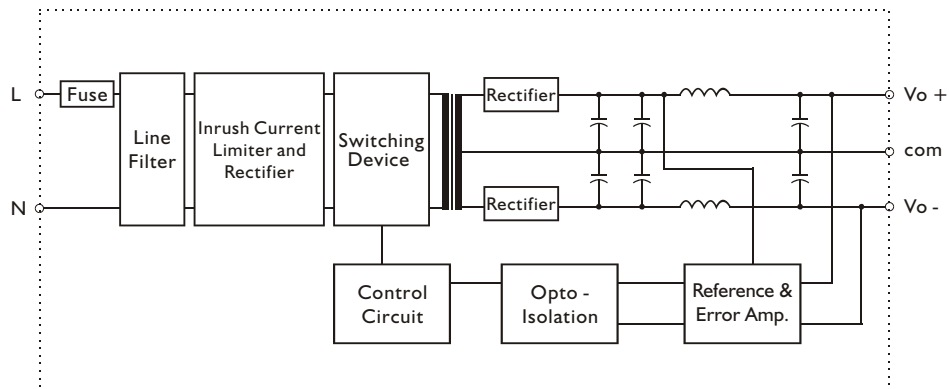 L
Fuse
Line
Filter
Inrush Current
Limiter and
Rectifier
Switching
Device
Rectifier
Vo +
com
N
Rectifier
Vo -
Control
Circuit
Opto -
Isolation
Reference &
Error Amp.